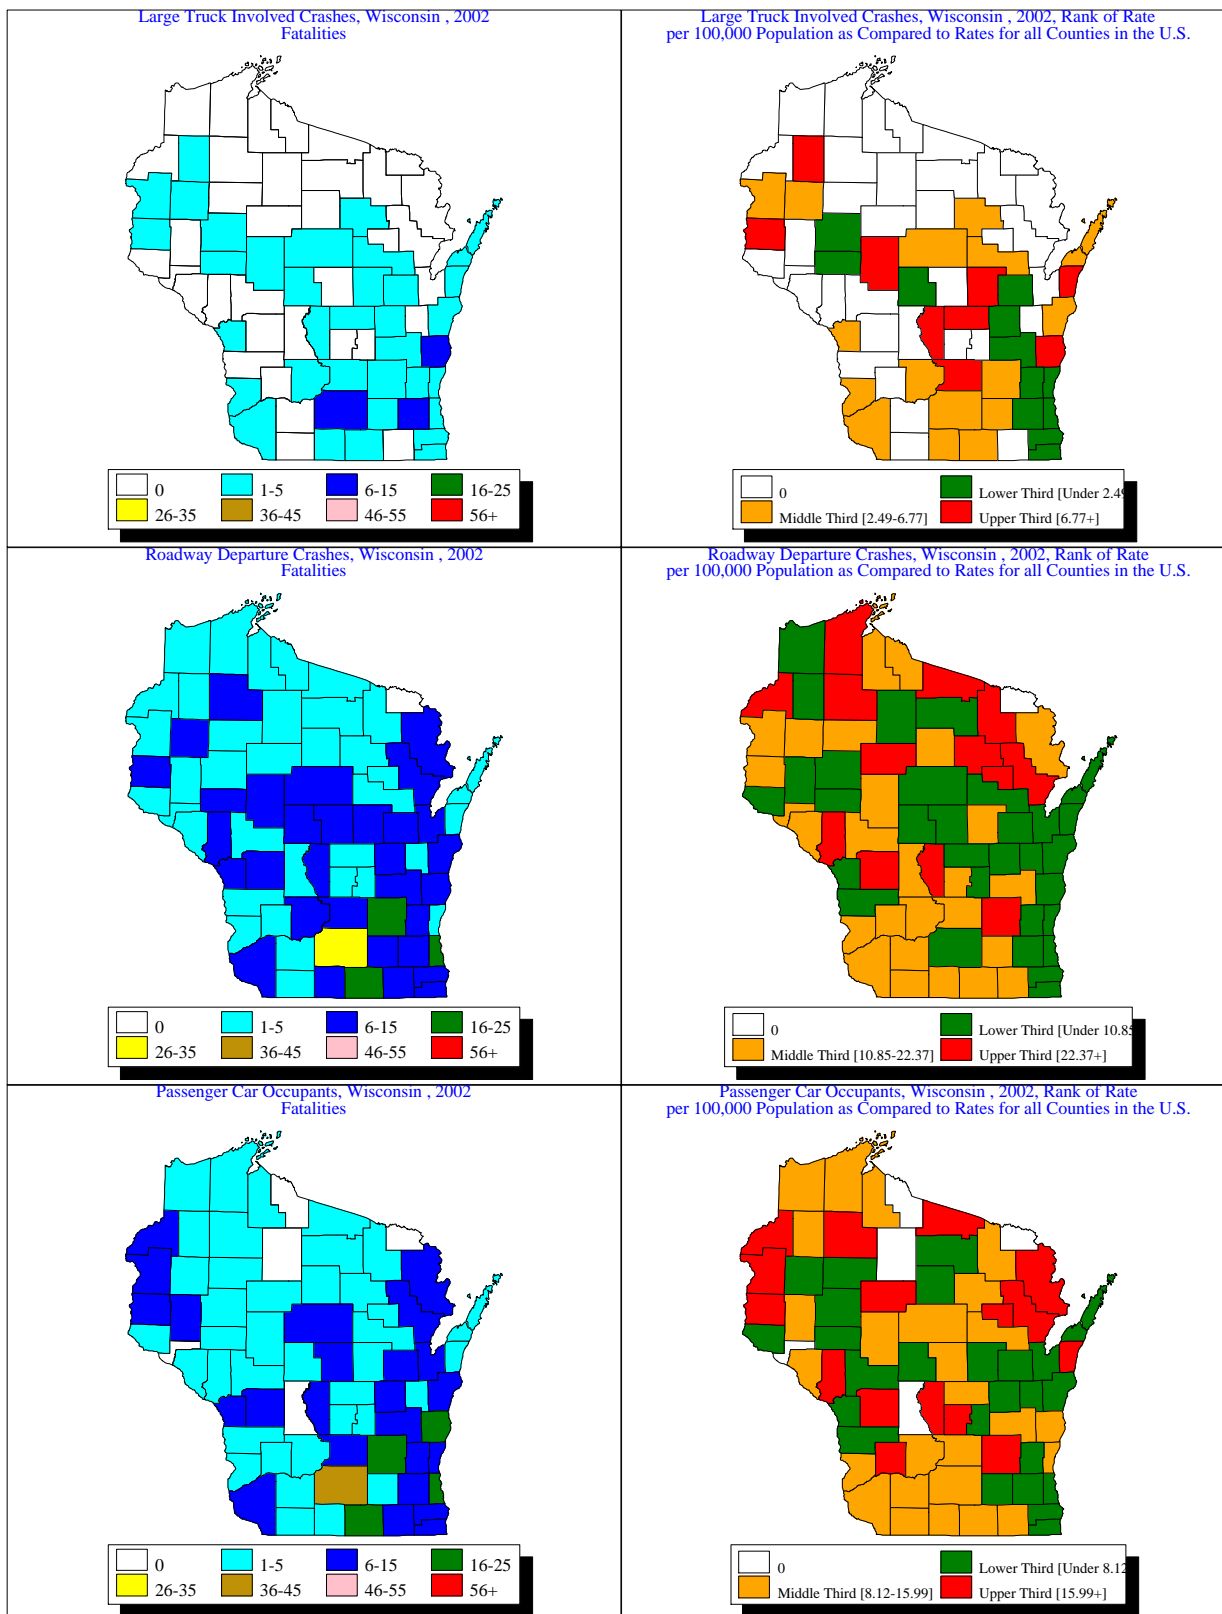 Large Truck Involved Crashes, Wisconsin , 2002
Fatalities
0
1-5
6-15
16-25
26-35
36-45
46-55
56+
Large Truck Involved Crashes, Wisconsin , 2002, Rank of Rate
per 100,000 Population as Compared to Rates for all Counties in the U.S.
0
Lower Third [Under 2.49
Middle Third [2.49-6.77]
Upper Third [6.77+]
Roadway Departure Crashes, Wisconsin , 2002
Fatalities
0
1-5
6-15
16-25
26-35
36-45
46-55
56+
Roadway Departure Crashes, Wisconsin , 2002, Rank of Rate
per 100,000 Population as Compared to Rates for all Counties in the U.S.
0
Lower Third [Under 10.85
Middle Third [10.85-22.37]
Upper Third [22.37+]
Passenger Car Occupants, Wisconsin , 2002
Fatalities
0
1-5
6-15
16-25
26-35
36-45
46-55
56+
Passenger Car Occupants, Wisconsin , 2002, Rank of Rate
per 100,000 Population as Compared to Rates for all Counties in the U.S.
0
Lower Third [Under 8.12
Middle Third [8.12-15.99]
Upper Third [15.99+]